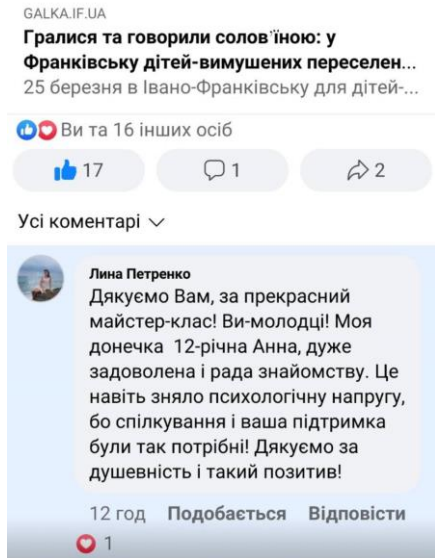 GALKA.IF.UA
Гралися та говорили солов’їною: у
Франківську дітей-вимушених переселен...
25 березня в Івано-Франківську для дітей-...
Ви та 16 інших осіб
17
1
2
Усі коментарі
Лина Петренко
Дякуємо Вам, за прекрасний
майстер-клас! Ви-молодці! Моя
донечка 12-річна Анна, дуже
задоволена і рада знайомству. Це
навіть зняло психологічну напругу,
бо спілкування і ваша підтримка
були так потрібні! Дякуємо за
душевність і такий позитив!
12 год Подобається Відповісти
1